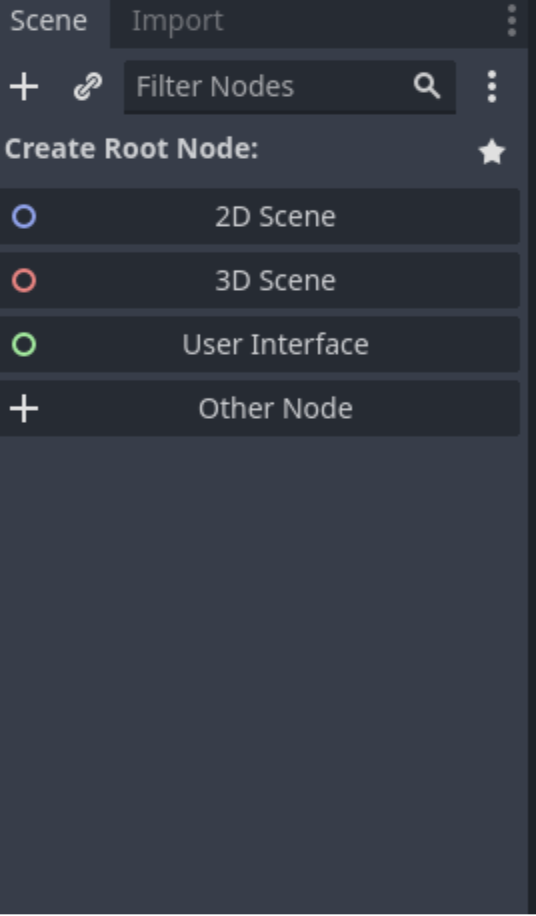 Scene Import
Filter Nodes
Create Root Node:
2D Scene
3D Scene
User Interface
Other Node